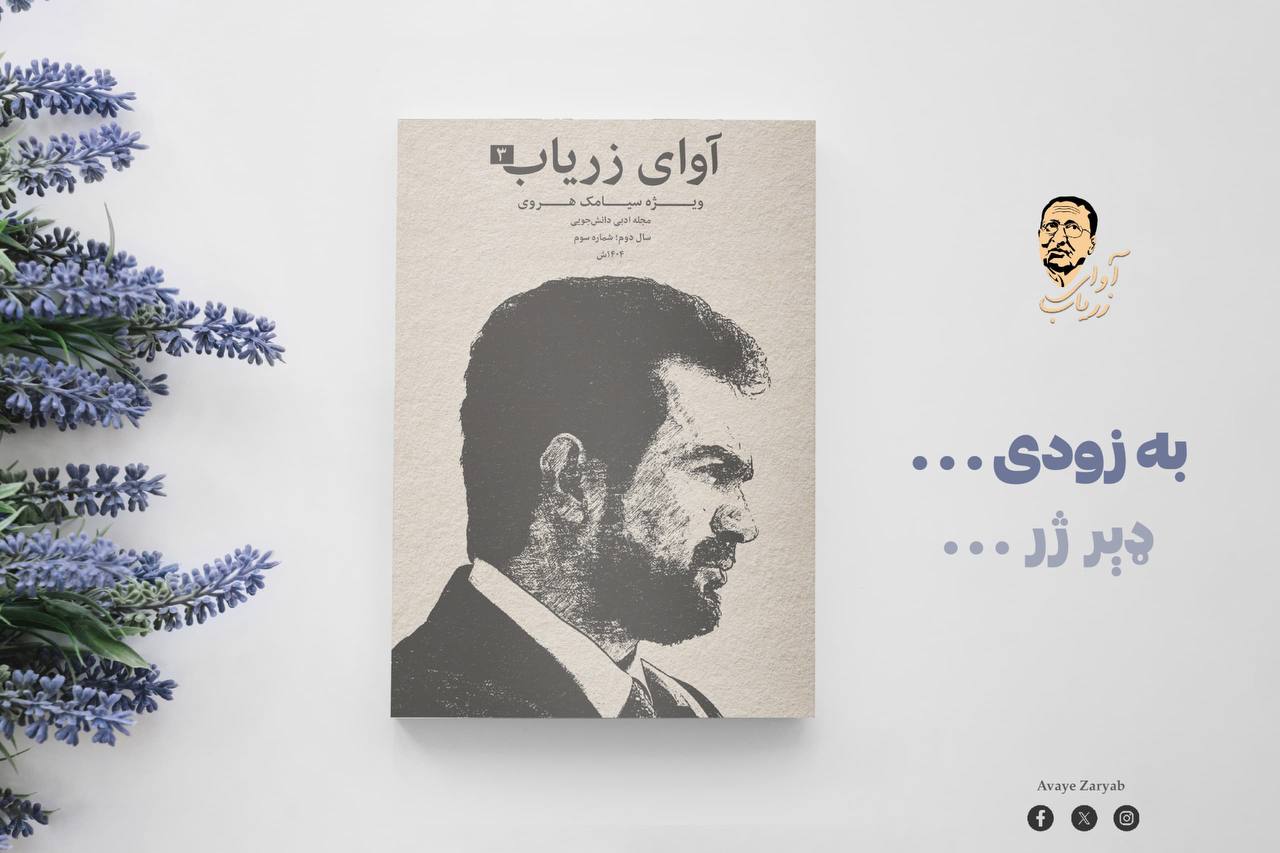 آوای زریاب ۳
ویژه سیامک هروی
مجله ادبی دانش‌جویی
سال دوم؛ شماره سوم
۱۴۰۴ش
آوای
زریاب
به زودی...
ډېر ژر...
Avaye Zaryab